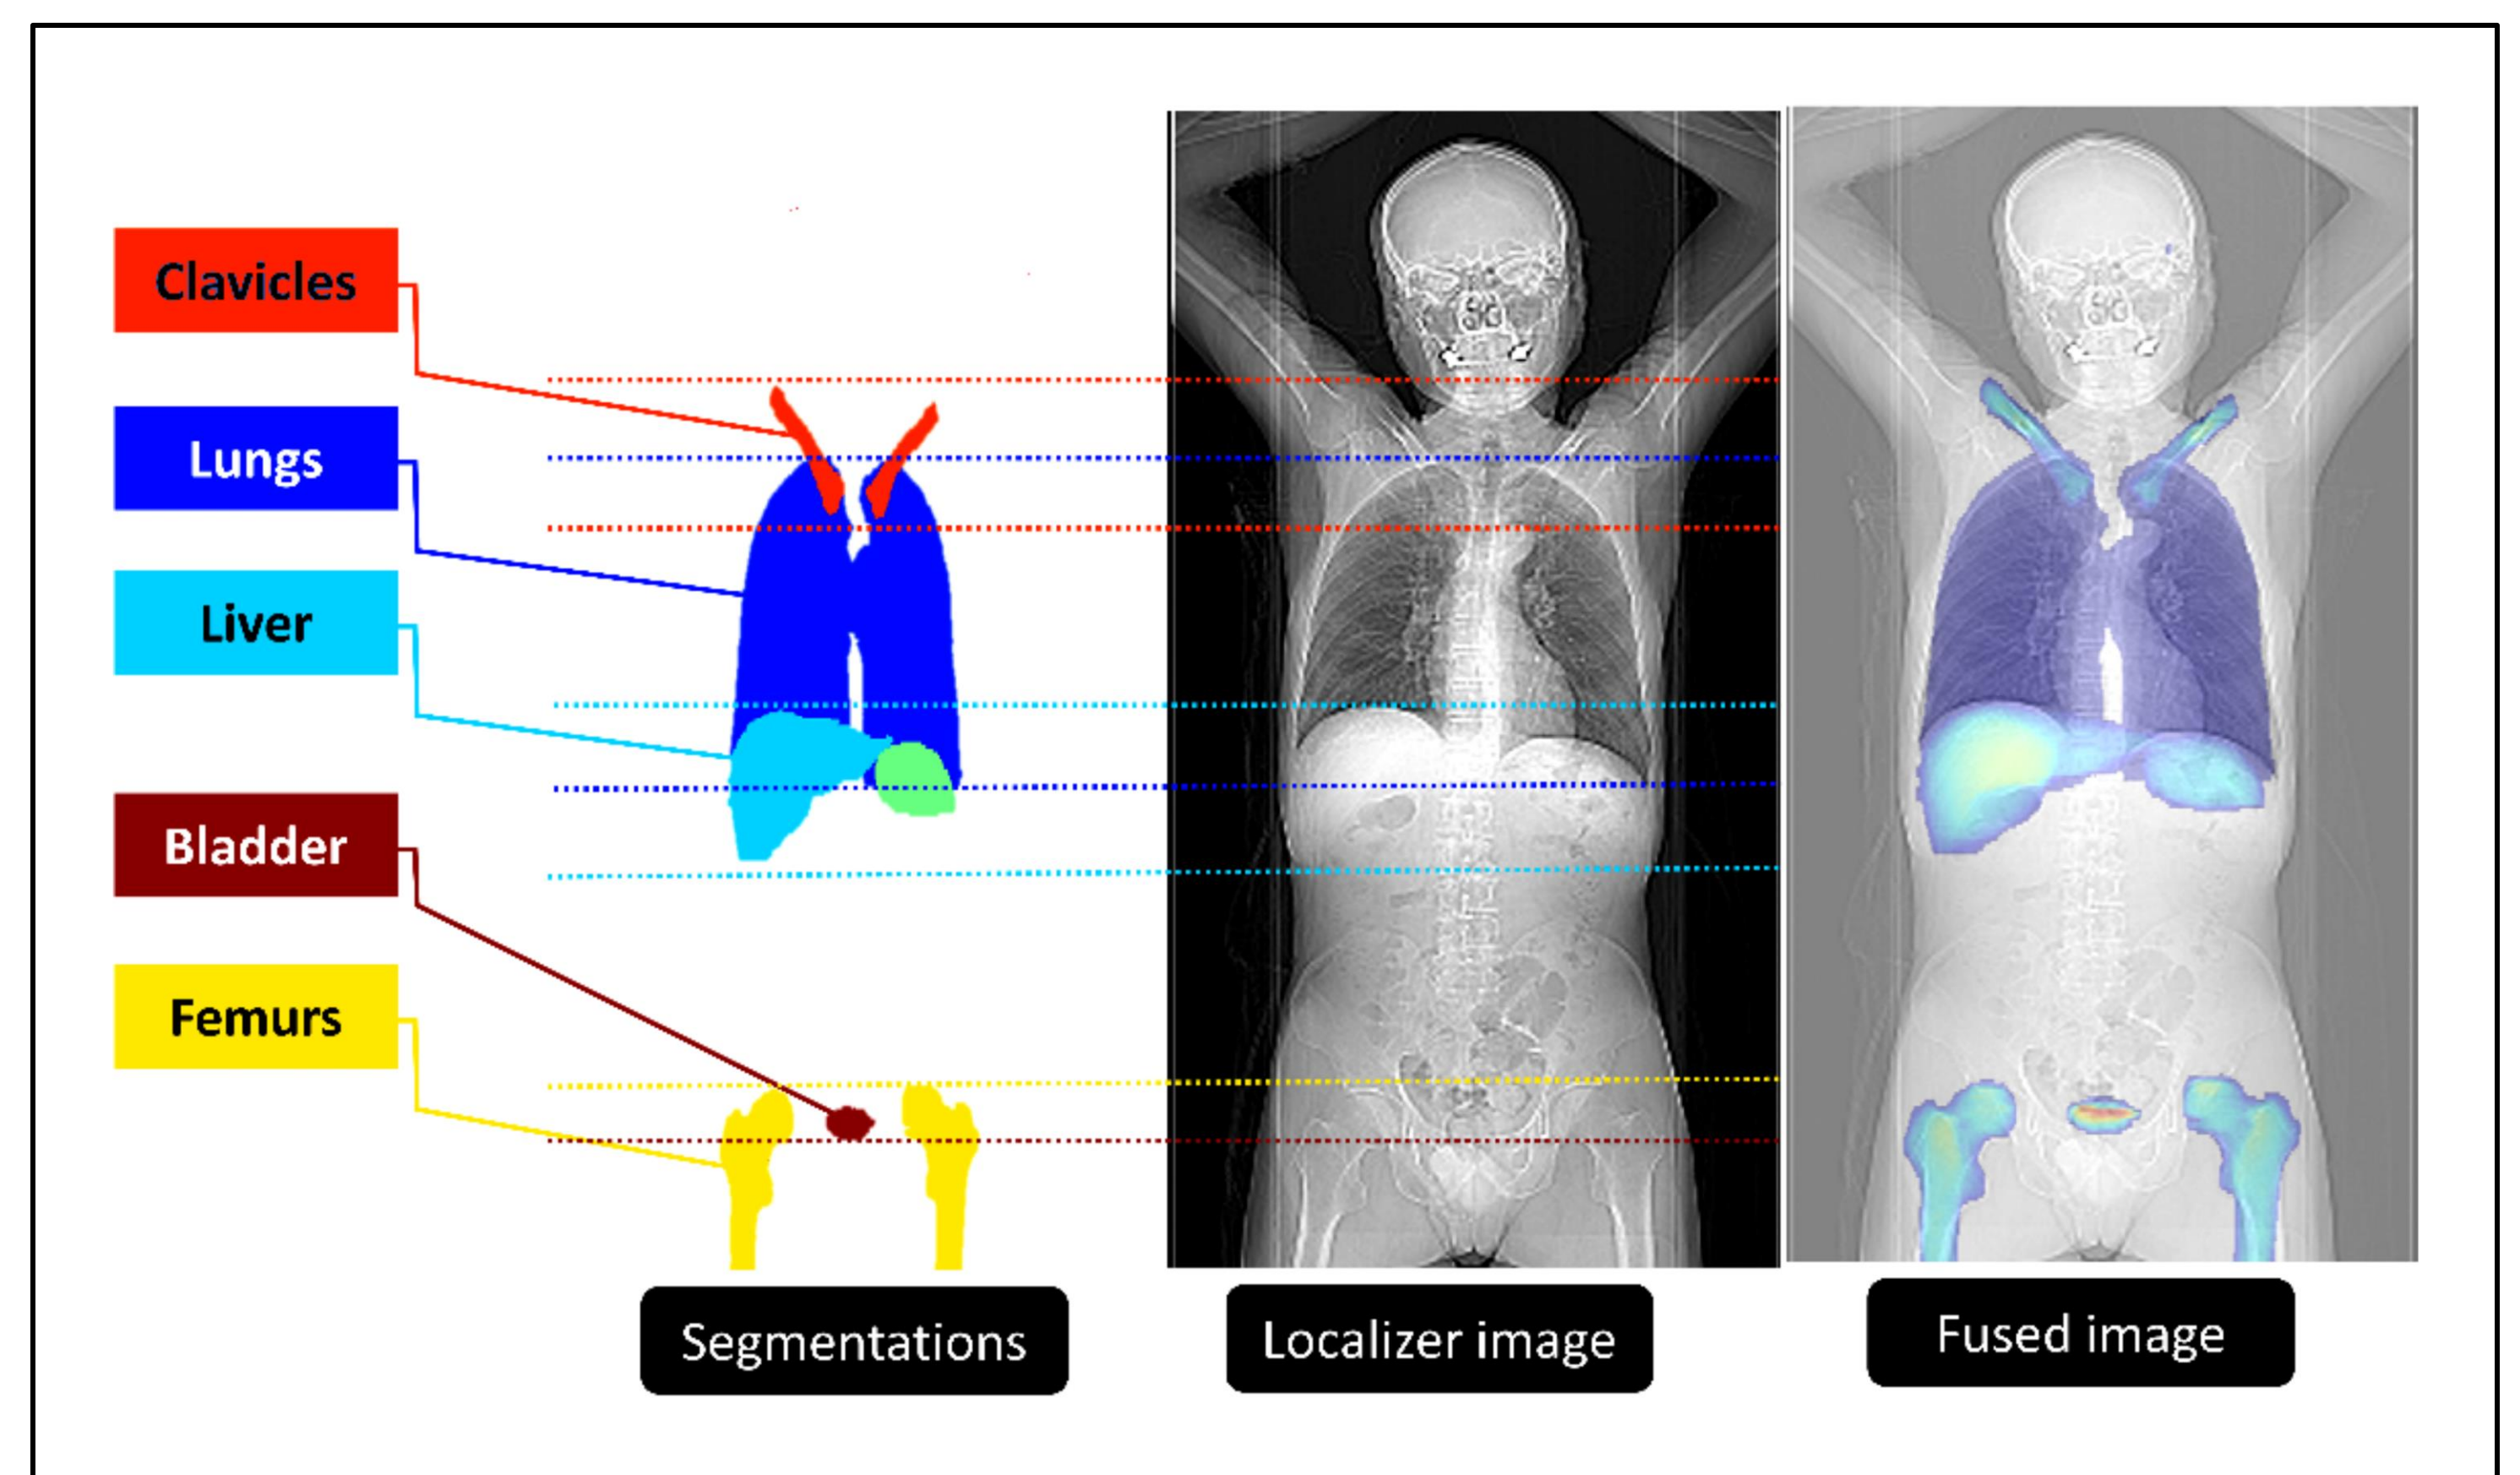 Clavicles
Lungs
Liver
Bladder
Femurs
Segmentations
Localizer image
Fused image